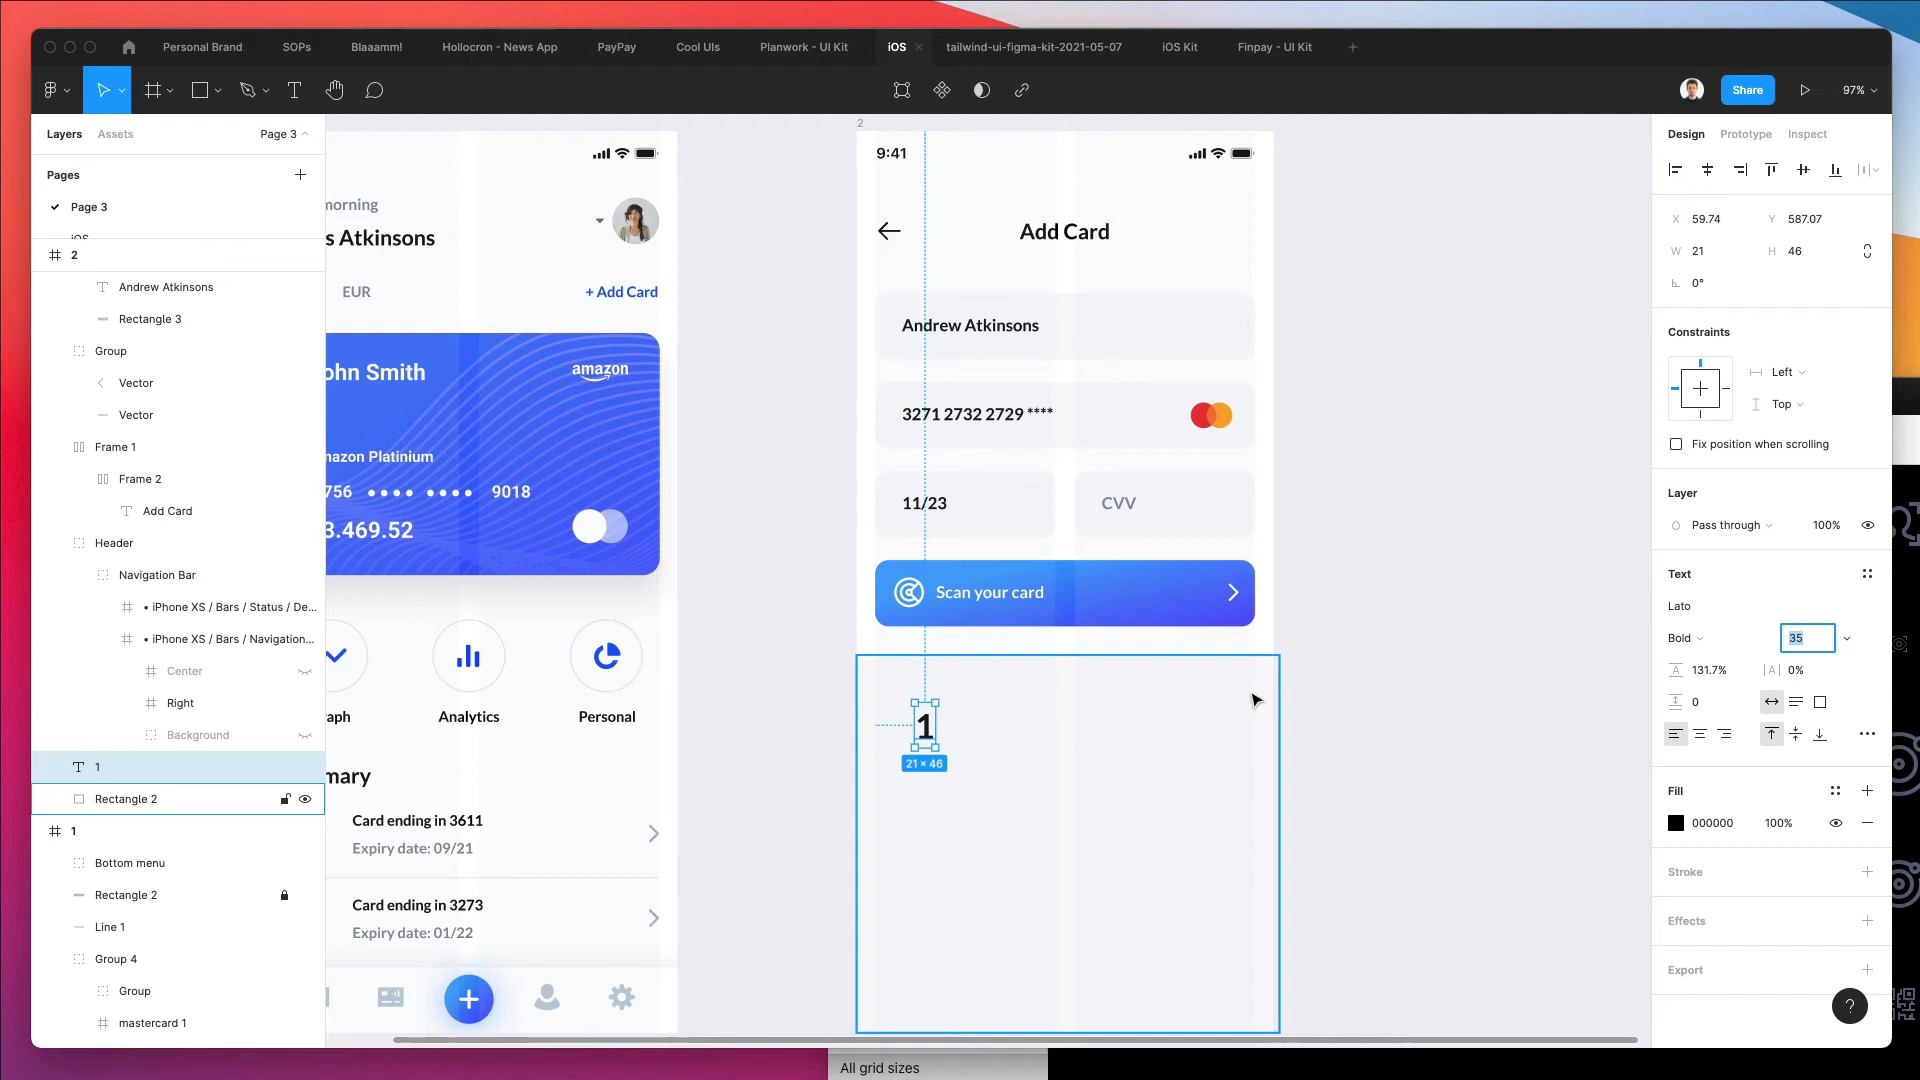 Personal Brand
SOPs
Blaaamm!
Hollocron - News App
PayPay
Cool UIs
Planwork - UI Kit
iOS
tailwind-ui-figma-kit-2021-05-07
iOS Kit
Finpay - UI Kit
Share
97%
Layers
Assets
Page 3
Pages
Page 3
iOS
2
Andrew Atkinsons
Rectangle 3
Group
Vector
Vector
Frame 1
Frame 2
Add Card
Header
Navigation Bar
• iPhone XS / Bars / Status / De...
• iPhone XS / Bars / Navigation...
Center
Right
Background
1
Rectangle 2
1
Bottom menu
Rectangle 2
Line 1
Group 4
Group
mastercard 1
norning
s Atkinsons
EUR
+ Add Card
ohn Smith
amazon
nazon Platinium
756 •••• •••• 9018
3.469.52
aph
Analytics
Personal
mary
Card ending in 3611
Expiry date: 09/21
Card ending in 3273
Expiry date: 01/22
2
9:41
Add Card
Andrew Atkinsons
3271 2732 2729 ****
11/23
CVV
Scan your card
1
21 × 46
Design
Prototype
Inspect
X 59.74
Y 587.07
W 21
H 46
0°
Constraints
Left
Top
Fix position when scrolling
Layer
Pass through
100%
Text
Lato
Bold
35
131.7%
0%
0
Fill
000000
100%
Stroke
Effects
Export
?
All grid sizes